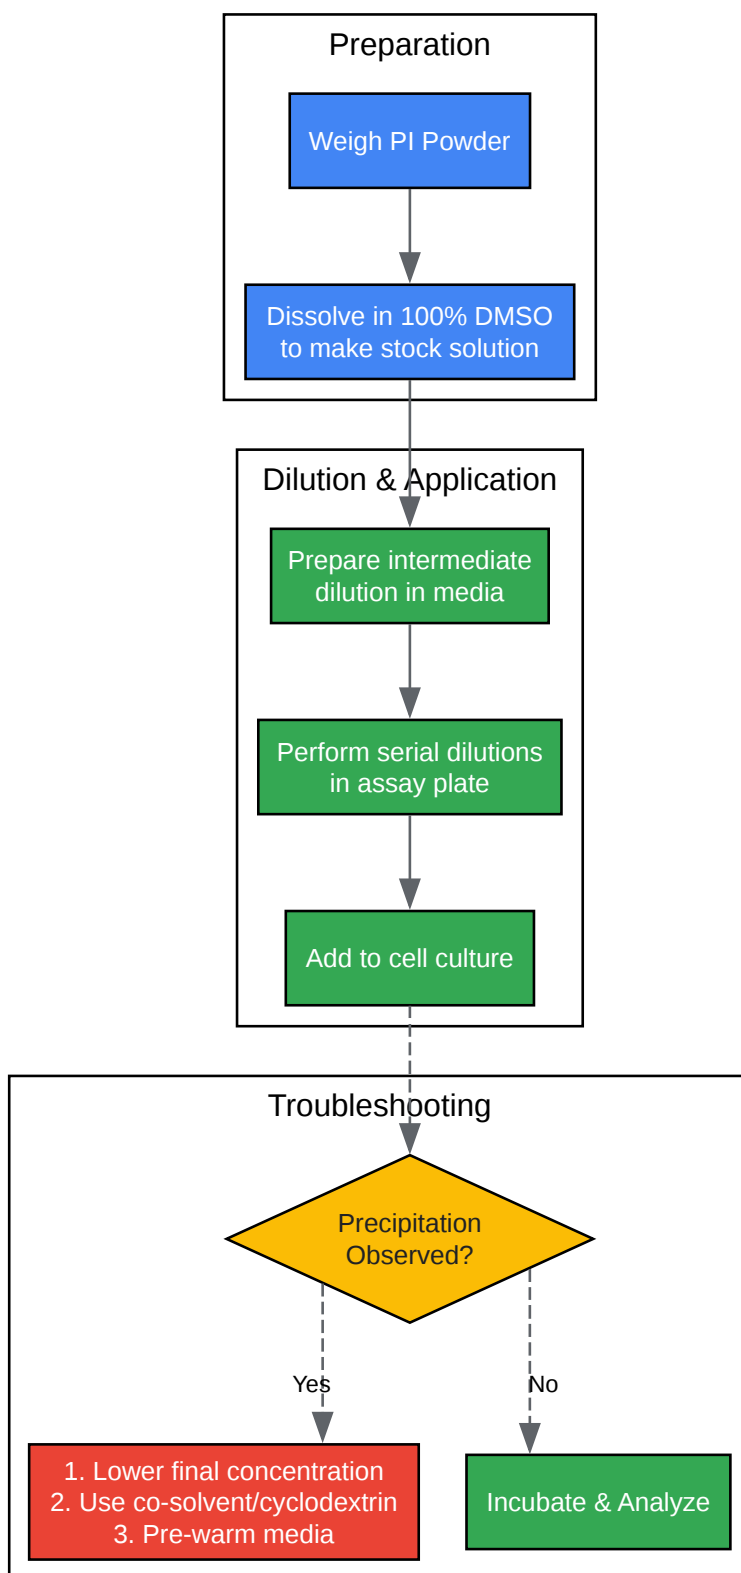 Preparation
Weigh PI Powder
Dissolve in 100% DMSO
to make stock solution
Dilution & Application
Prepare intermediate
dilution in media
Perform serial dilutions
in assay plate
Add to cell culture
Troubleshooting
Precipitation
Observed?
Yes
No
1. Lower final concentration
2. Use co-solvent/cyclodextrin
3. Pre-warm media
Incubate & Analyze